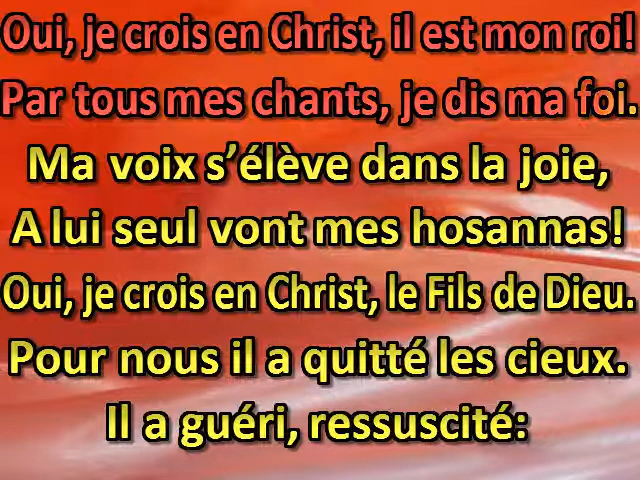 Oui, je crois en Christ, il est mon roi!
Par tous mes chants, je dis ma foi.
Ma voix s’élève dans la joie,
A lui seul vont mes hosannas!
Oui, je crois en Christ, le Fils de Dieu.
Pour nous il a quitté les cieux.
Il a guéri, ressuscité: